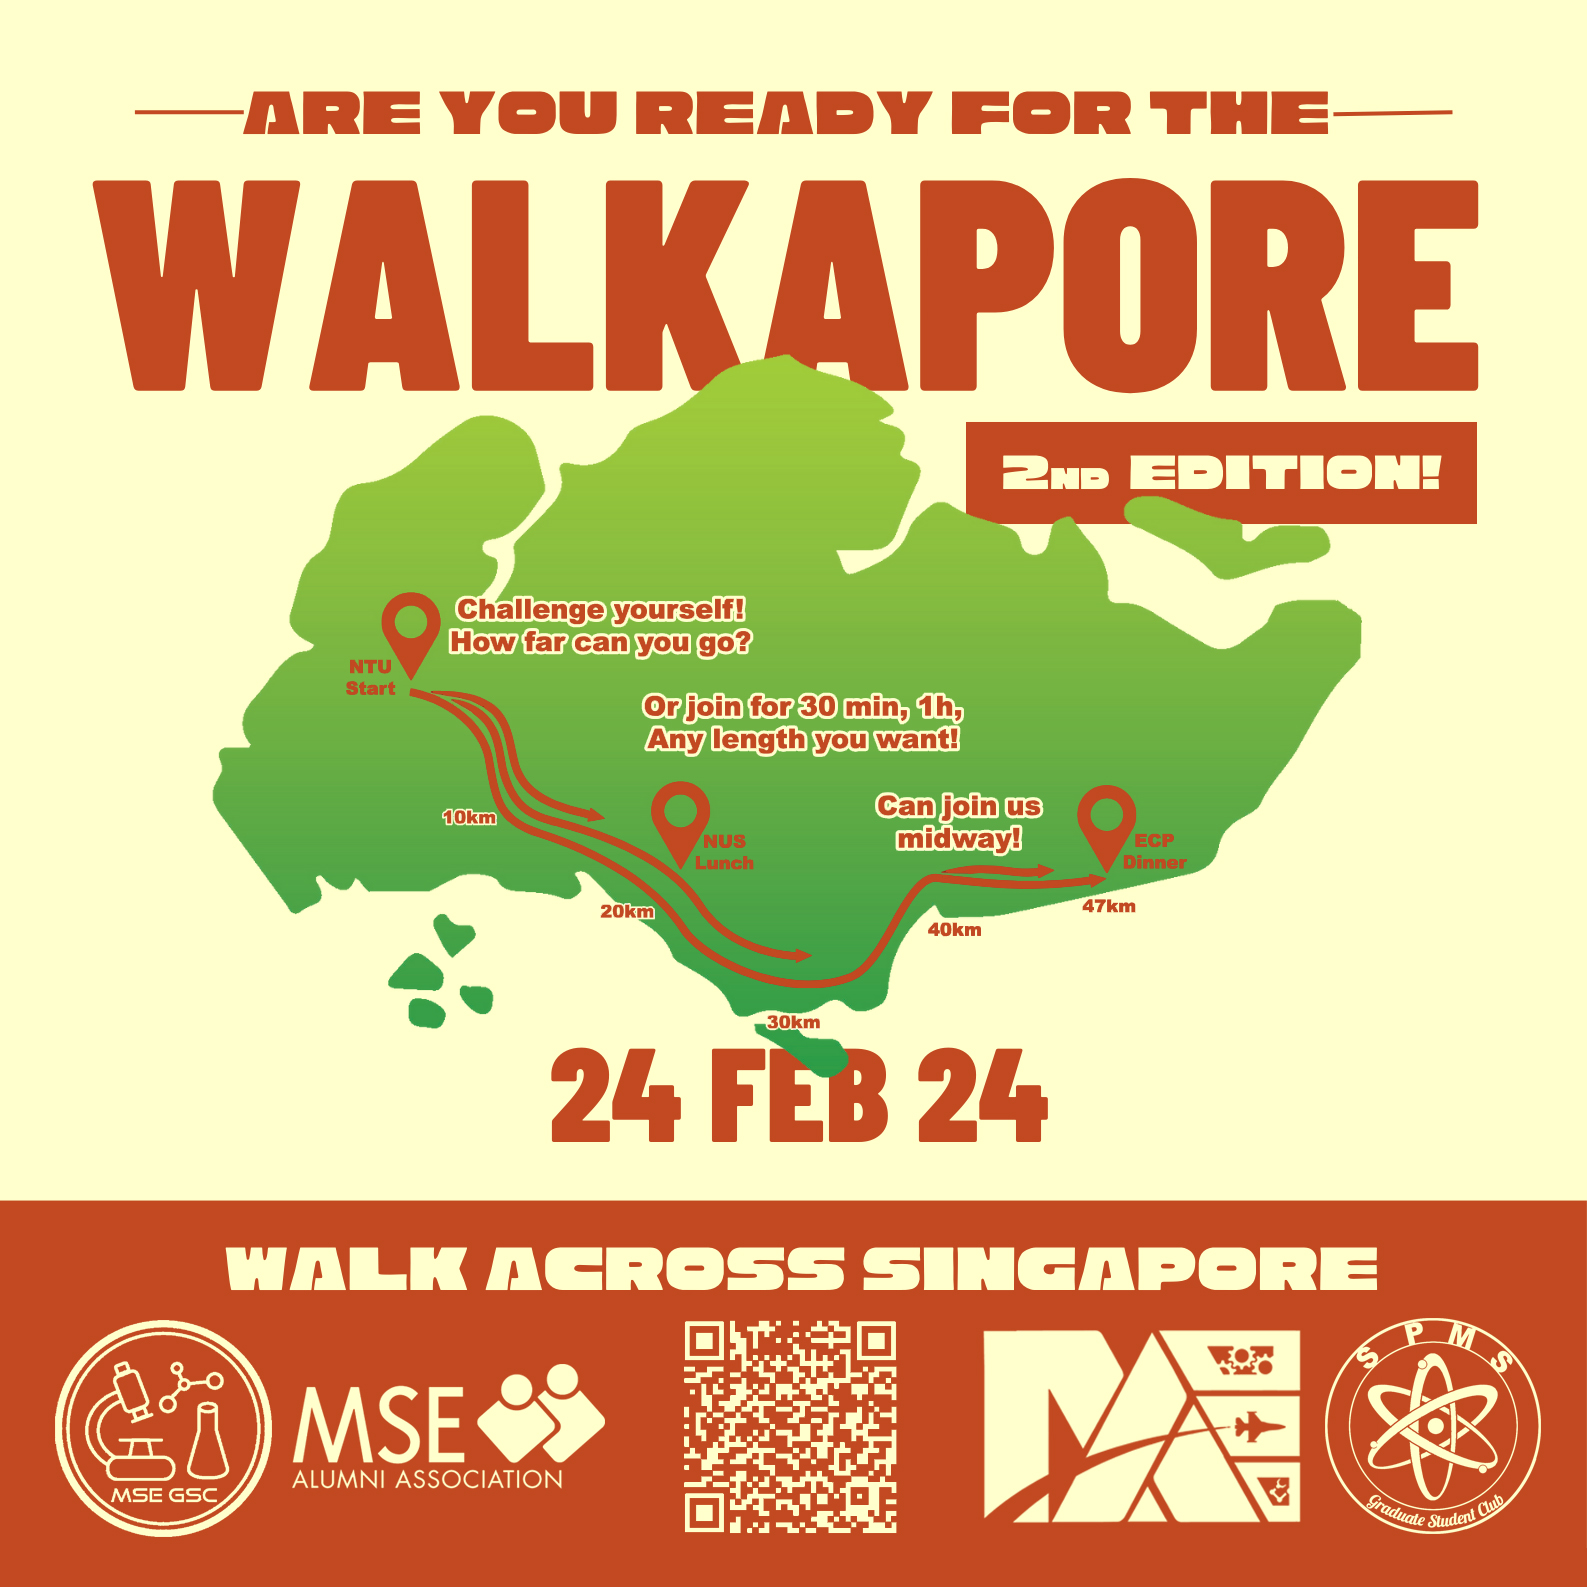 ARE YOU READY FOR THE
WALKAPORE
2ND EDITION!
Challenge yourself!
How far can you go?
NTU
Start
Or join for 30 min, 1h,
Any length you want!
Can join us
midway!
10km
NUS
Lunch
ECP
Dinner
20km
47km
40km
30km
24 FEB 24
WALK ACROSS SINGAPORE
MSE GSC
MSE
ALUMNI ASSOCIATION
SPMS
Graduate Student Club